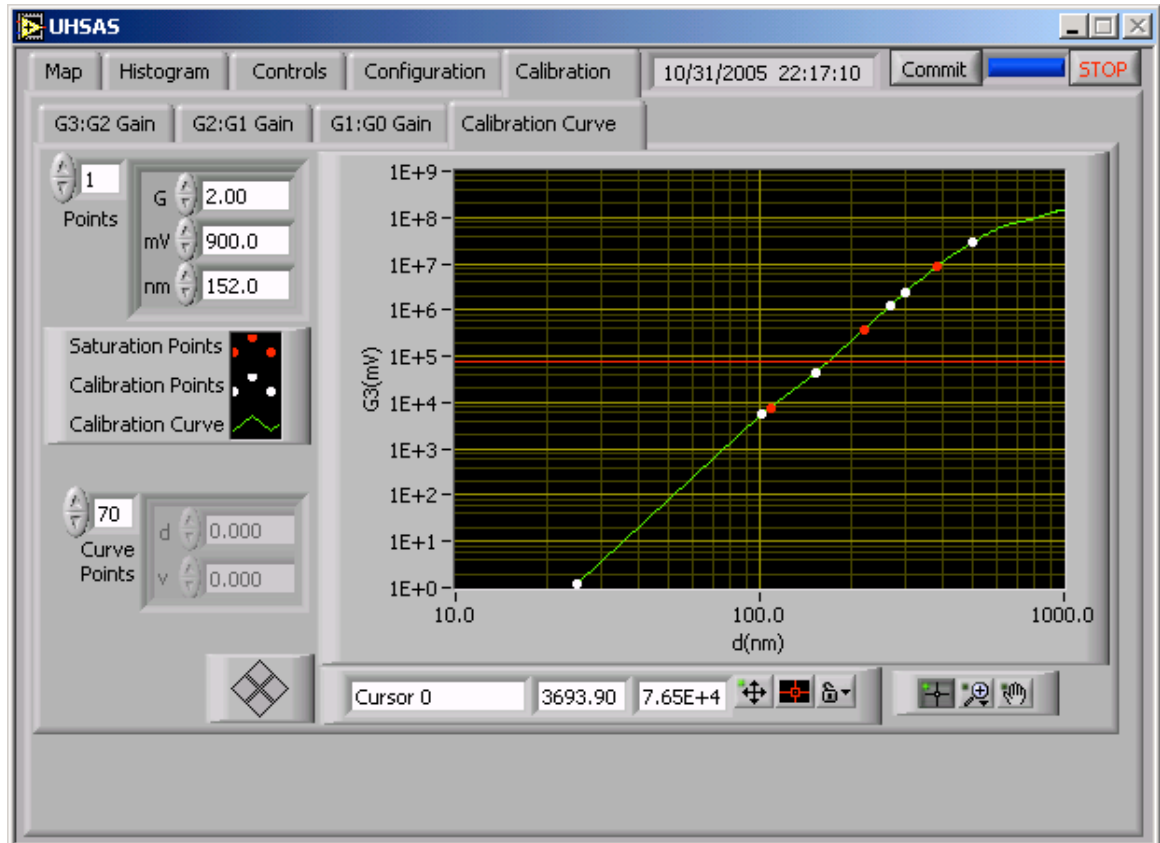 UHSAS
Map Histogram Controls Configuration Calibration 10/31/2005 22:17:10 Commit STOP
G3:G2 Gain G2:G1 Gain G1:G0 Gain Calibration Curve
1
Points
G 2.00
mV 900.0
nm 152.0
Saturation Points
Calibration Points
Calibration Curve
70
Curve
Points
d 0.000
v 0.000
G3(mV)
1E+9
1E+8
1E+7
1E+6
1E+5
1E+4
1E+3
1E+2
1E+1
1E+0
10.0 100.0 1000.0
d(nm)
Cursor 0 3693.90 7.65E+4